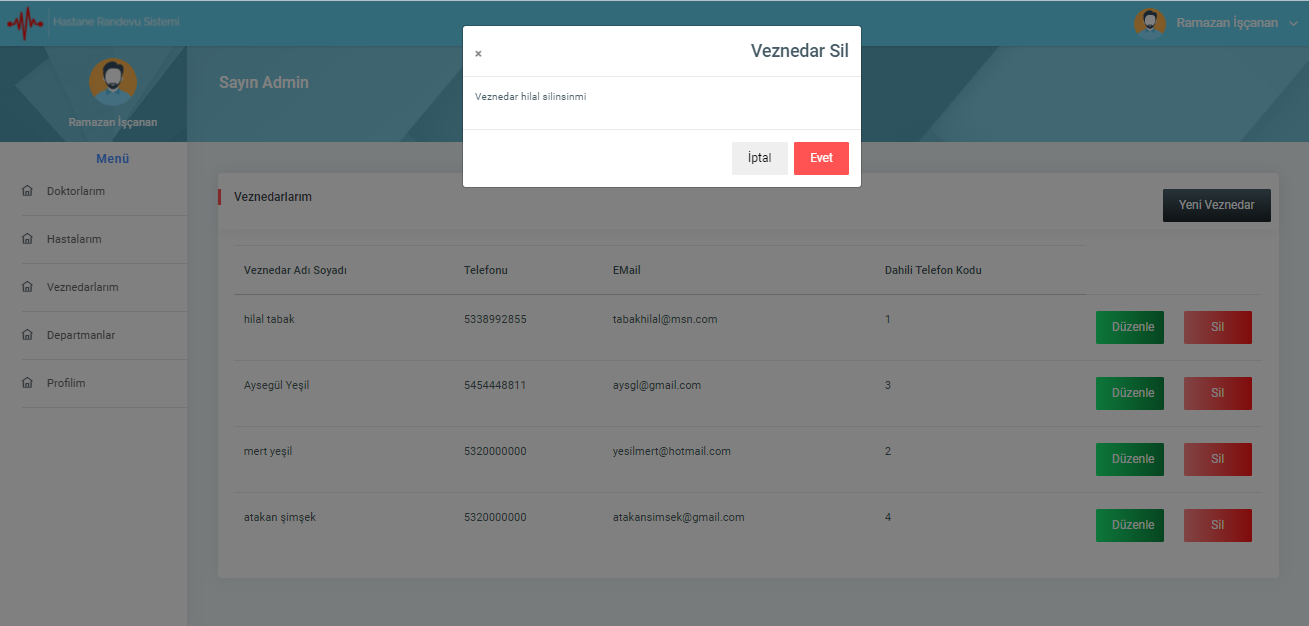 Hastane Randevu Sistemi
Ramazan İşçanan
×
Veznedar Sil
Veznedar hilal silinsinmi
İptal
Evet
Ramazan İşçanan
Menü
Doktorlarım
Hastalarım
Veznedarlarım
Departmanlar
Profilim
Sayın Admin
Veznedarlarım
Yeni Veznedar
Veznedar Adı Soyadı Telefonu EMail Dahili Telefon Kodu
hilal tabak 5338992855 tabakhilal@msn.com 1 Düzenle Sil
Aysegül Yeşil 5454448811 aysgl@gmail.com 3 Düzenle Sil
mert yeşil 5320000000 yesilmert@hotmail.com 2 Düzenle Sil
atakan şimşek 5320000000 atakansimsek@gmail.com 4 Düzenle Sil